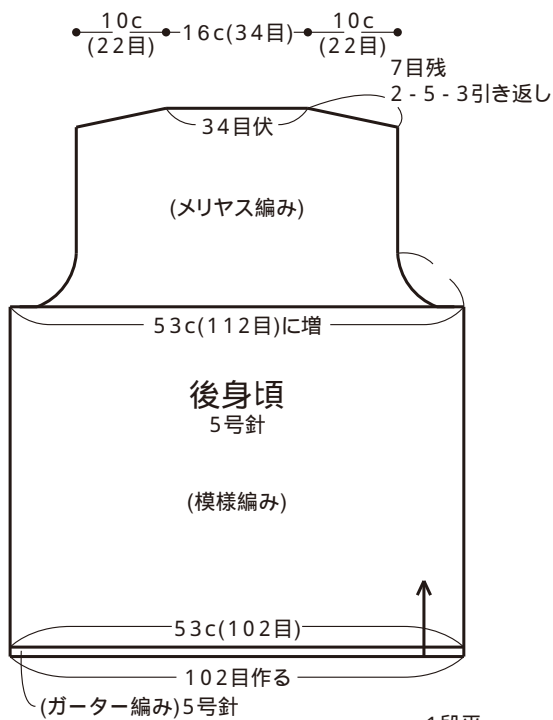 10c 16c(34目) 10c
(22目) (22目)
7目残
2-5-3引き返し
34目伏
(メリヤス編み)
53c(112目)に増
後身頃
5号針
(模様編み)
53c(102目)
102目作る
(ガーター編み)5号針